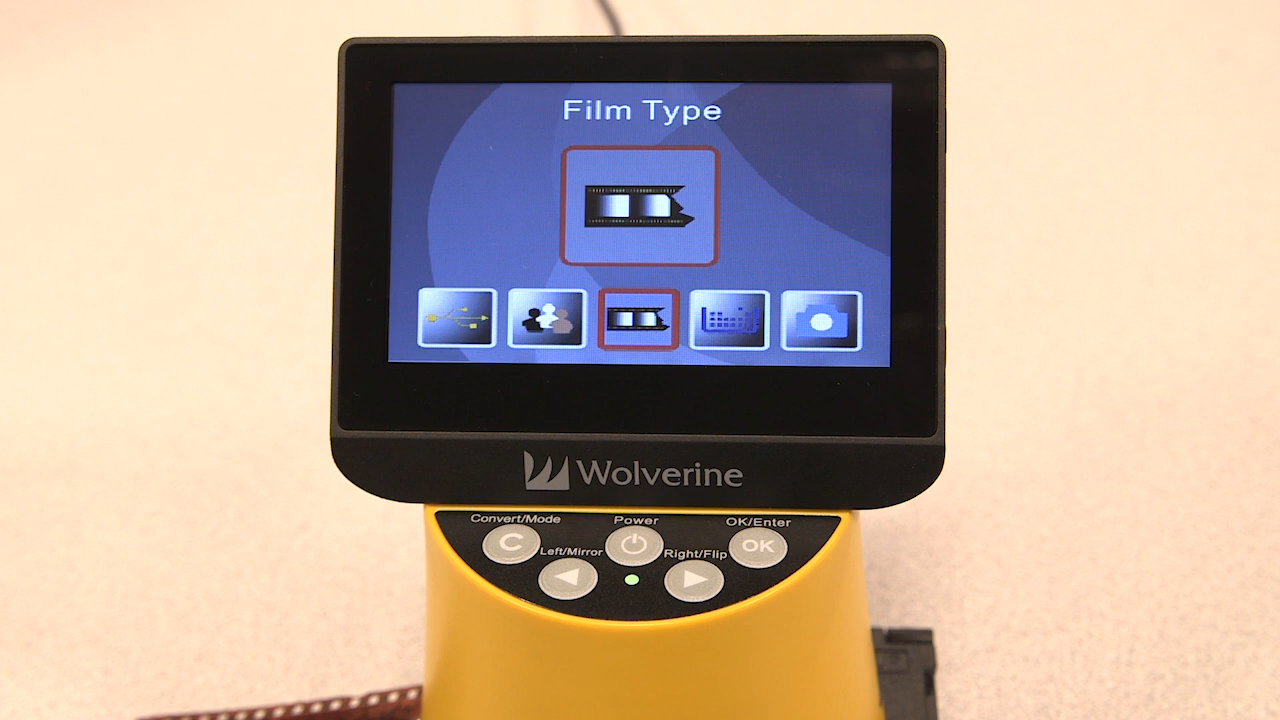 Film Type
Wolverine
Convert/Mode Power OK/Enter
C OK
Left/Mirror Right/Flip